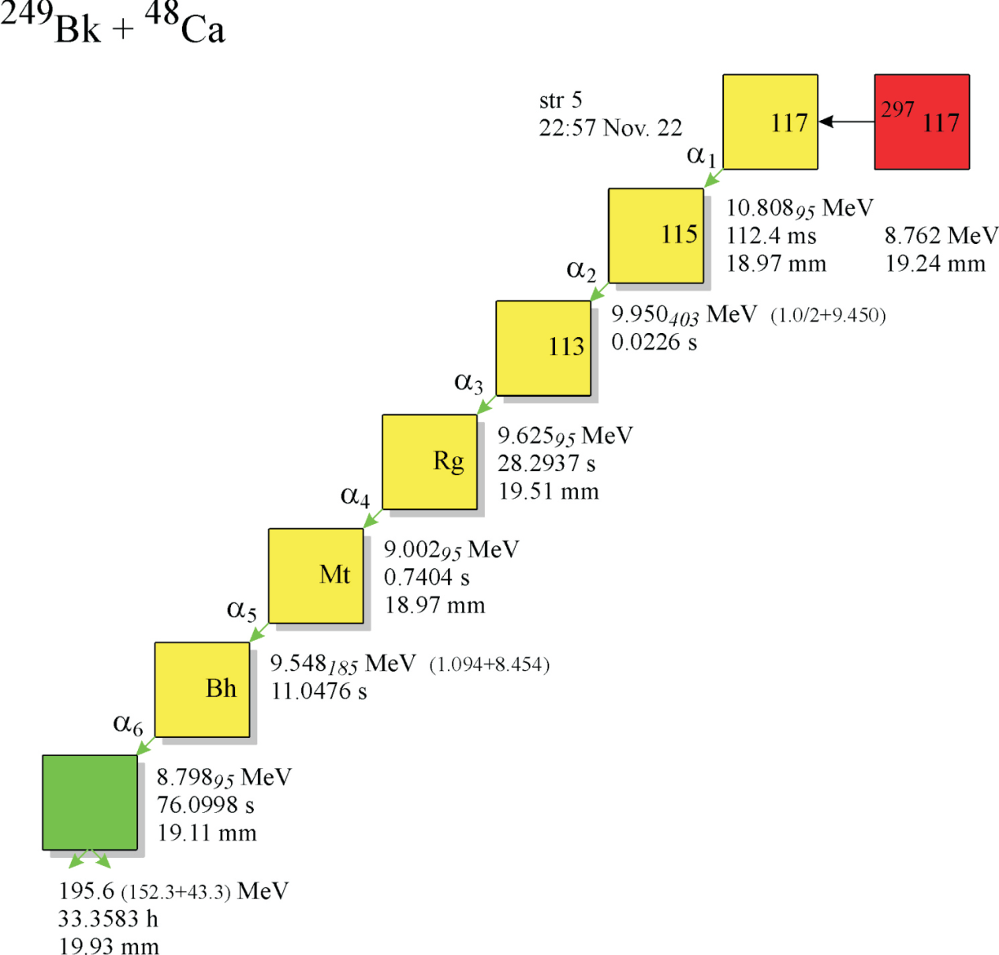 ²⁴⁹Bk + ⁴⁸Ca
str 5
22:57 Nov. 22
117
²⁹⁷117
α₁
115
10.808₉₅ MeV
112.4 ms
18.97 mm
8.762 MeV
19.24 mm
α₂
113
9.950₄₀₃ MeV (1.0/2+9.450)
0.0226 s
α₃
Rg
9.625₉₅ MeV
28.2937 s
19.51 mm
α₄
Mt
9.002₉₅ MeV
0.7404 s
18.97 mm
α₅
Bh
9.548₁₈₅ MeV (1.094+8.454)
11.0476 s
α₆
8.798₉₅ MeV
76.0998 s
19.11 mm
195.6 (152.3+43.3) MeV
33.3583 h
19.93 mm